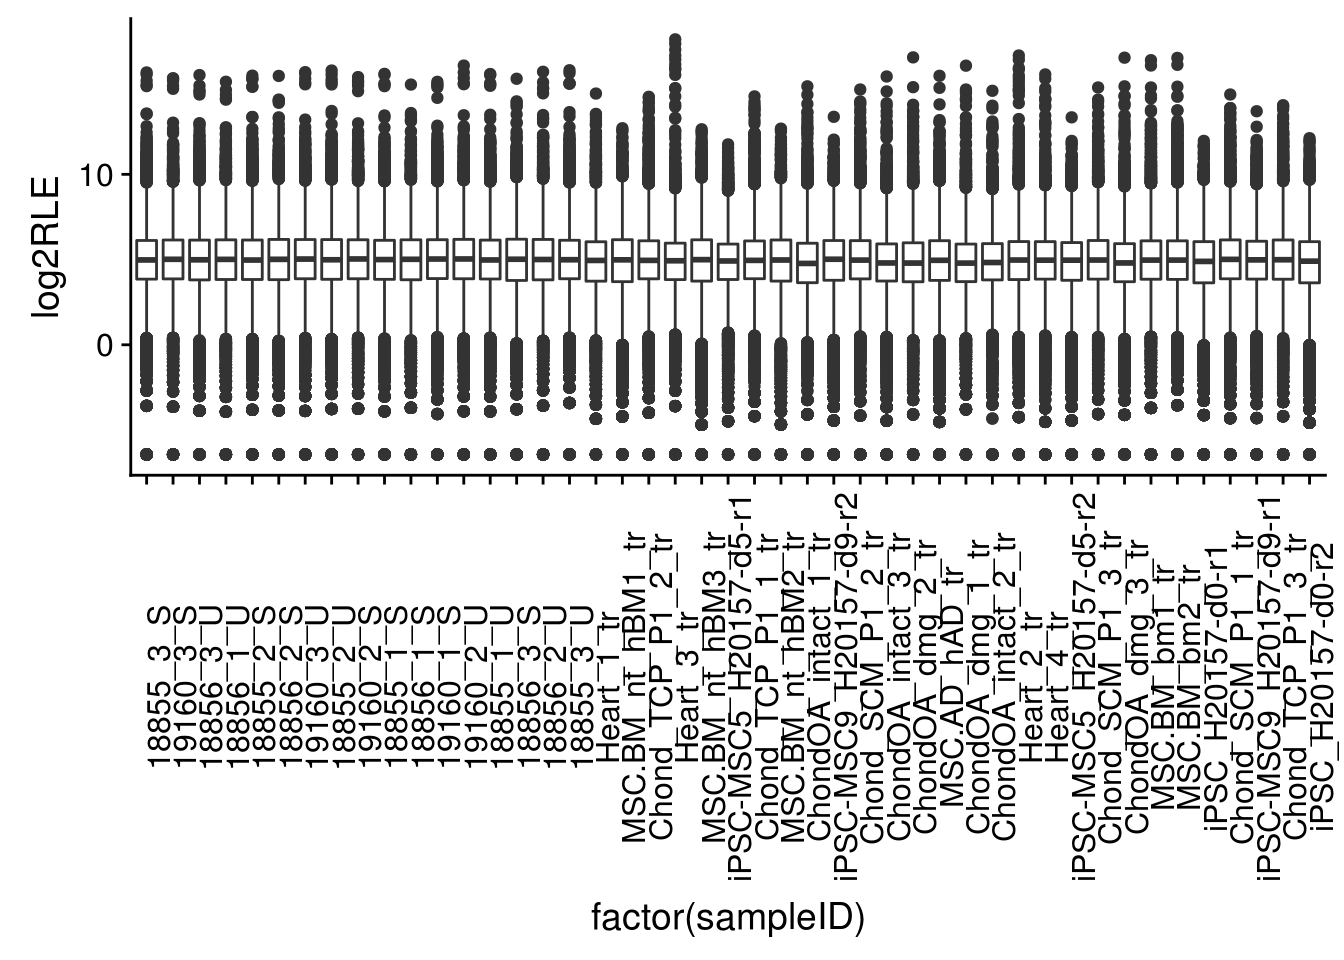 log2RLE
10
0
18855_3_S
19160_3_S
18856_3_U
18856_1_U
18855_2_S
18856_2_S
19160_3_U
18855_2_U
19160_2_S
18855_1_S
18856_1_S
19160_1_S
19160_2_U
18855_1_U
18856_3_S
18856_2_U
18855_3_U
Heart_1_tr
MSC.BM_nt_hBM1_tr
Chond_TCP_P1_2_tr
Heart_3_tr
MSC.BM_nt_hBM3_tr
iPSC-MSC5_H20157-d5-r1
Chond_TCP_P1_1_tr
MSC.BM_nt_hBM2_tr
ChondOA_intact_1_tr
iPSC-MSC9_H20157-d9-r2
Chond_SCM_P1_2_tr
ChondOA_intact_3_tr
ChondOA_dmg_2_tr
MSC.AD_hAD_tr
ChondOA_dmg_1_tr
ChondOA_intact_2_tr
Heart_2_tr
Heart_4_tr
iPSC-MSC5_H20157-d5-r2
Chond_SCM_P1_3_tr
ChondOA_dmg_3_tr
MSC.BM_bm1_tr
MSC.BM_bm2_tr
iPSC_H20157-d0-r1
Chond_SCM_P1_1_tr
iPSC-MSC9_H20157-d9-r1
Chond_TCP_P1_3_tr
iPSC_H20157-d0-r2
factor(sampleID)